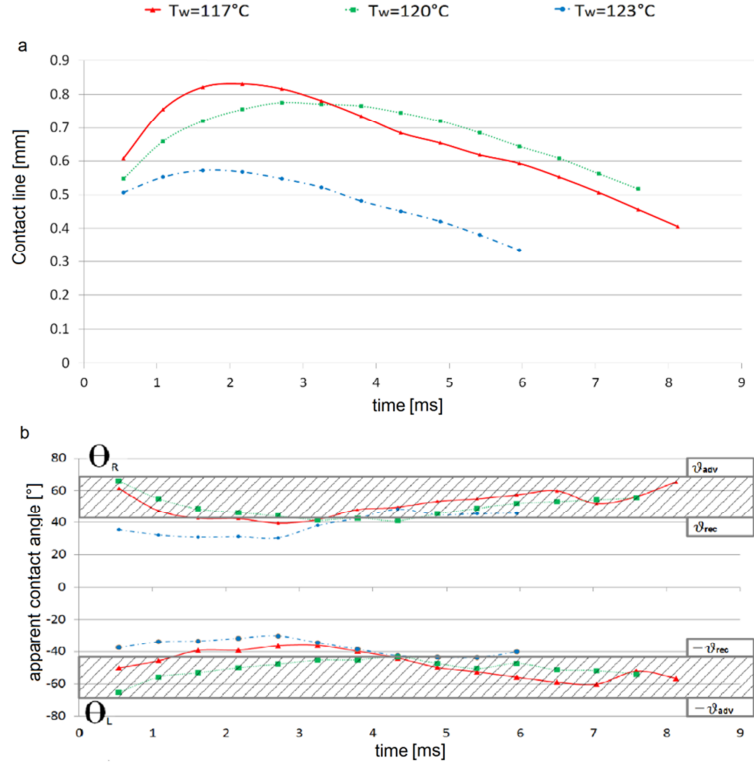 Tw=117°C Tw=120°C Tw=123°C
a
0.9
0.8
0.7
0.6
0.5
0.4
0.3
0.2
0.1
0
Contact line [mm]
0 1 2 3 4 5 6 7 8 9
time [ms]
b
80
60
40
20
0
-20
-40
-60
-80
apparent contact angle [°]
ΘR
ϑadv
ϑrec
−ϑrec
−ϑadv
ΘL
0 1 2 3 4 5 6 7 8 9
time [ms]